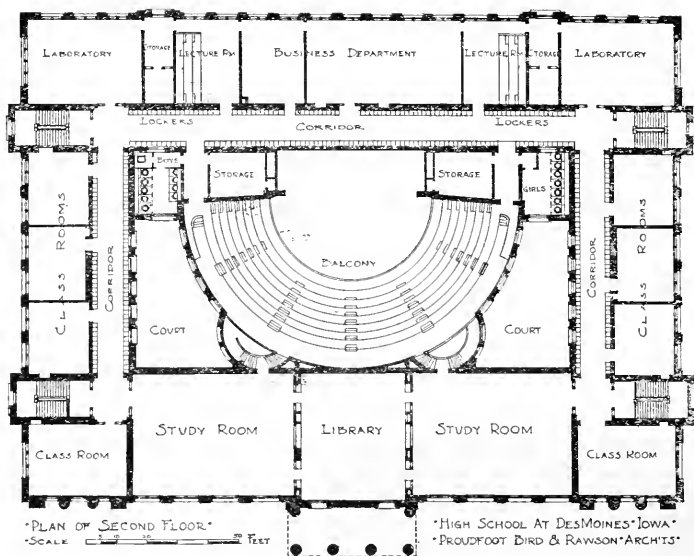 LABORATORY
STORAGE
LECTURE RM
BUSINESS DEPARTMENT
LECTURE RM
STORAGE
LABORATORY
LOCKERS
CORRIDOR
LOCKERS
BOYS
STORAGE
STORAGE
GIRLS
CLASS ROOMS
CORRIDOR
BALCONY
CORRIDOR
CLASS ROOMS
COURT
COURT
STUDY ROOM
LIBRARY
STUDY ROOM
CLASS ROOM
CLASS ROOM
·PLAN OF SECOND FLOOR·
·SCALE FEET
·HIGH SCHOOL AT DESMOINES·IOWA·
·PROUDFOOT BIRD & RAWSON·ARCH'TS·